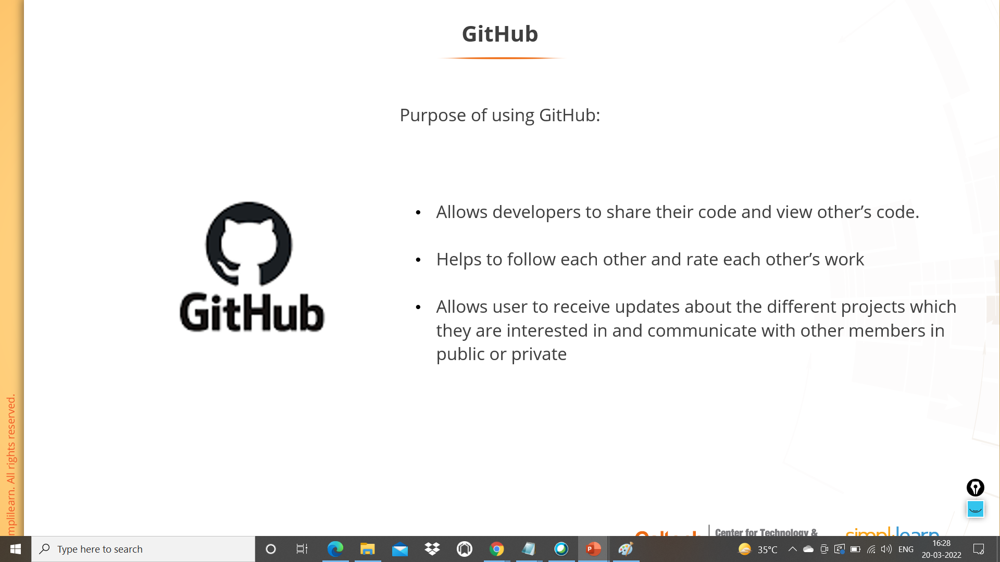 GitHub
Purpose of using GitHub:
GitHub
• Allows developers to share their code and view other’s code.
• Helps to follow each other and rate each other’s work
• Allows user to receive updates about the different projects which
they are interested in and communicate with other members in
public or private
mplilearn. All rights reserved.
Center for Technology &
simplilearn
Type here to search
35°C
ENG
16:28
20-03-2022